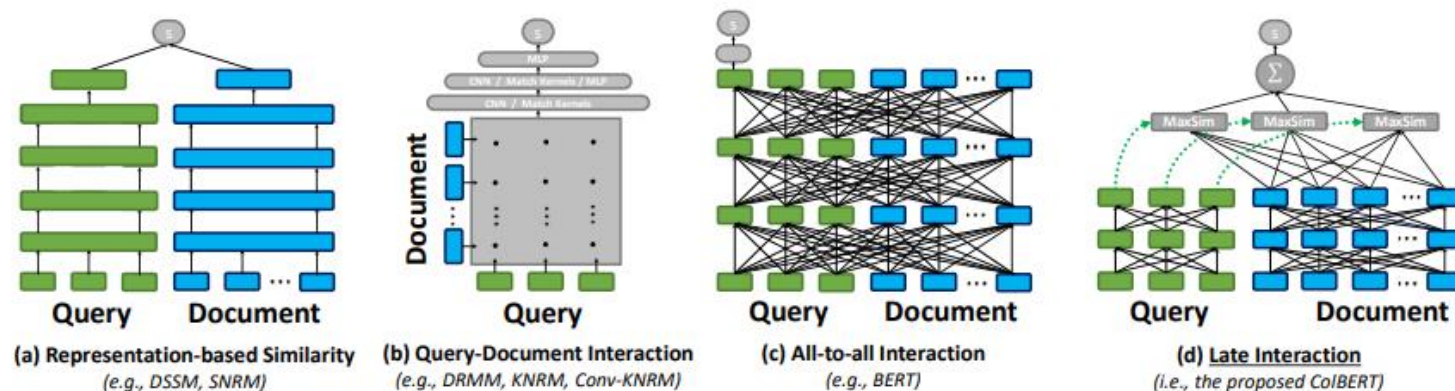 S
Query Document
(a) Representation-based Similarity
(e.g., DSSM, SNRM)
S
MLP
CNN / Match Kernels / MLP
CNN / Match Kernels
Document
Query
(b) Query-Document Interaction
(e.g., DRMM, KNRM, Conv-KNRM)
S
Query Document
(c) All-to-all Interaction
(e.g., BERT)
S
Σ
MaxSim MaxSim MaxSim
Query Document
(d) Late Interaction
(i.e., the proposed ColBERT)